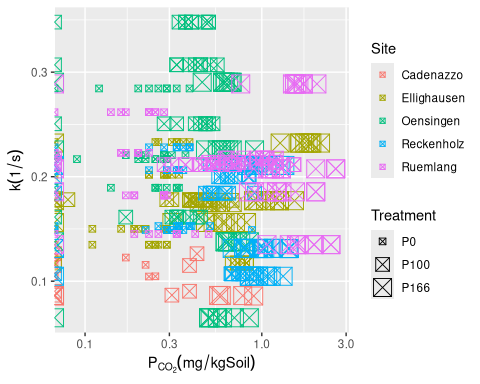 Site
Cadenazzo
Ellighausen
Oensingen
Reckenholz
Ruemlang
Treatment
P0
P100
P166
k(1/s)
0.3
0.2
0.1
0.1
0.3
1.0
3.0
P_CO₂(mg/kgSoil)